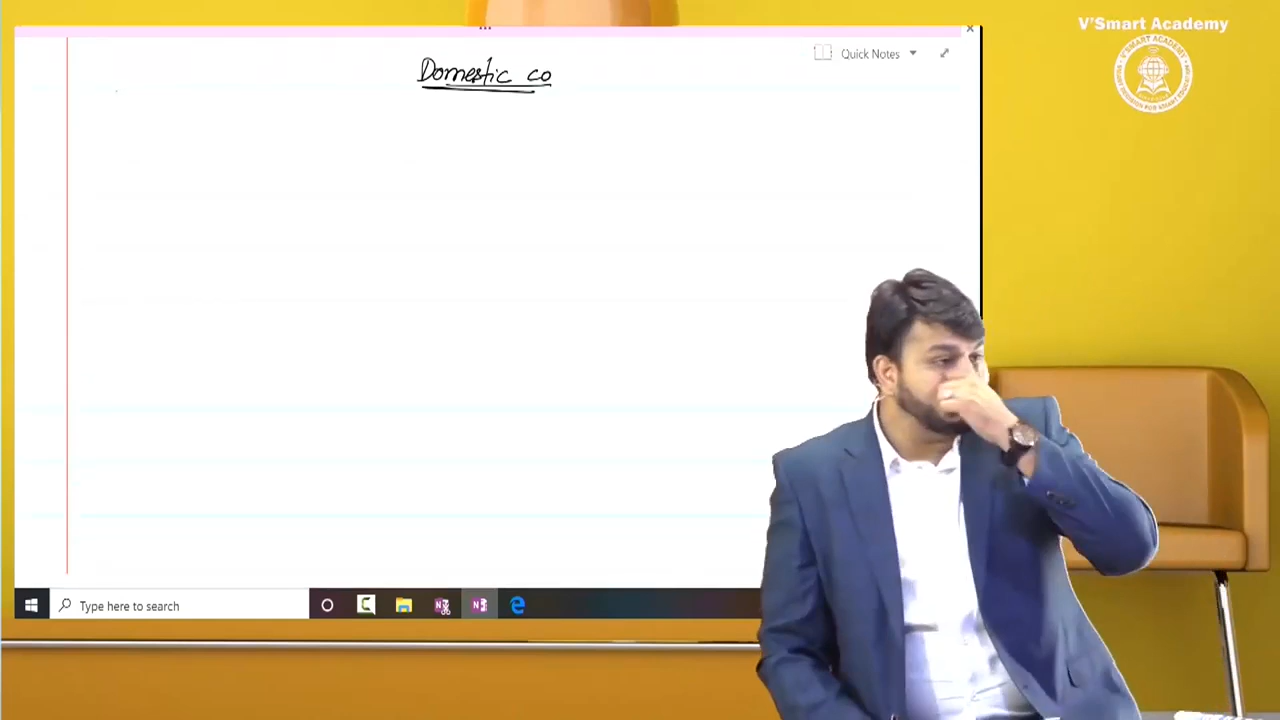 V'Smart Academy
Quick Notes
Domestic co
Type here to search